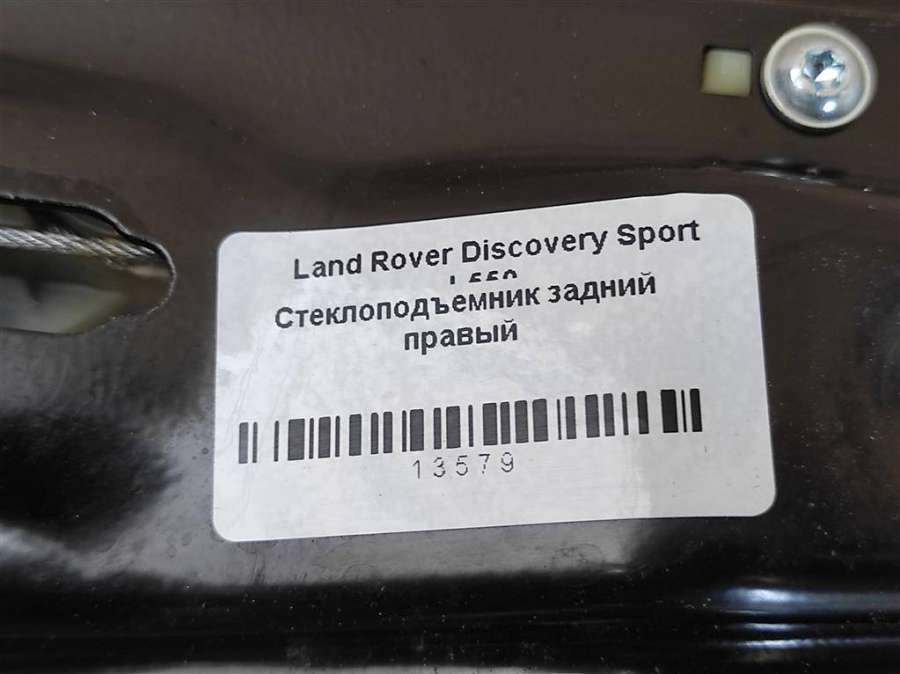 Land Rover Discovery Sport
L550
Стеклоподъемник задний
правый
13579